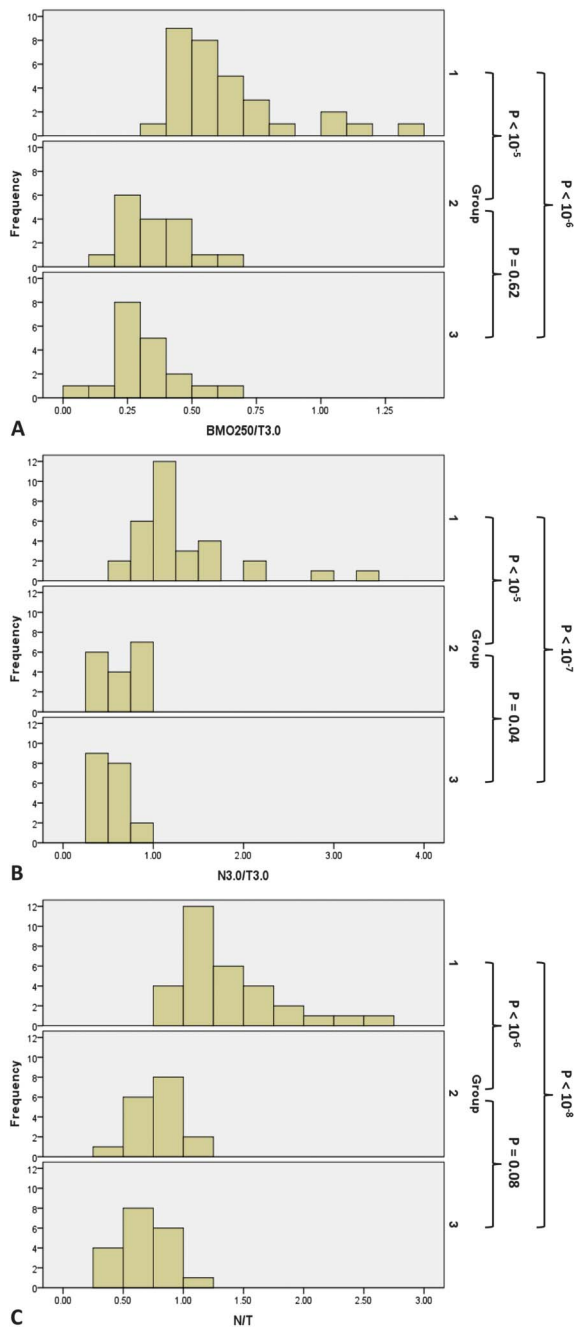 10
8
6
4
2
0
1
10
8
6
4
2
0
2
10
8
6
4
2
0
3
Frequency
Group
0.00 0.25 0.50 0.75 1.00 1.25
BMO250/T3.0
P < 10-5
P = 0.62
P < 10-6
A
12
10
8
6
4
2
0
1
12
10
8
6
4
2
0
2
12
10
8
6
4
2
0
3
Frequency
Group
0.00 1.00 2.00 3.00 4.00
N3.0/T3.0
P < 10-5
P = 0.04
P < 10-7
B
12
10
8
6
4
2
0
1
12
10
8
6
4
2
0
2
12
10
8
6
4
2
0
3
Frequency
Group
0.00 0.50 1.00 1.50 2.00 2.50 3.00
N/T
P < 10-6
P = 0.08
P < 10-8
C